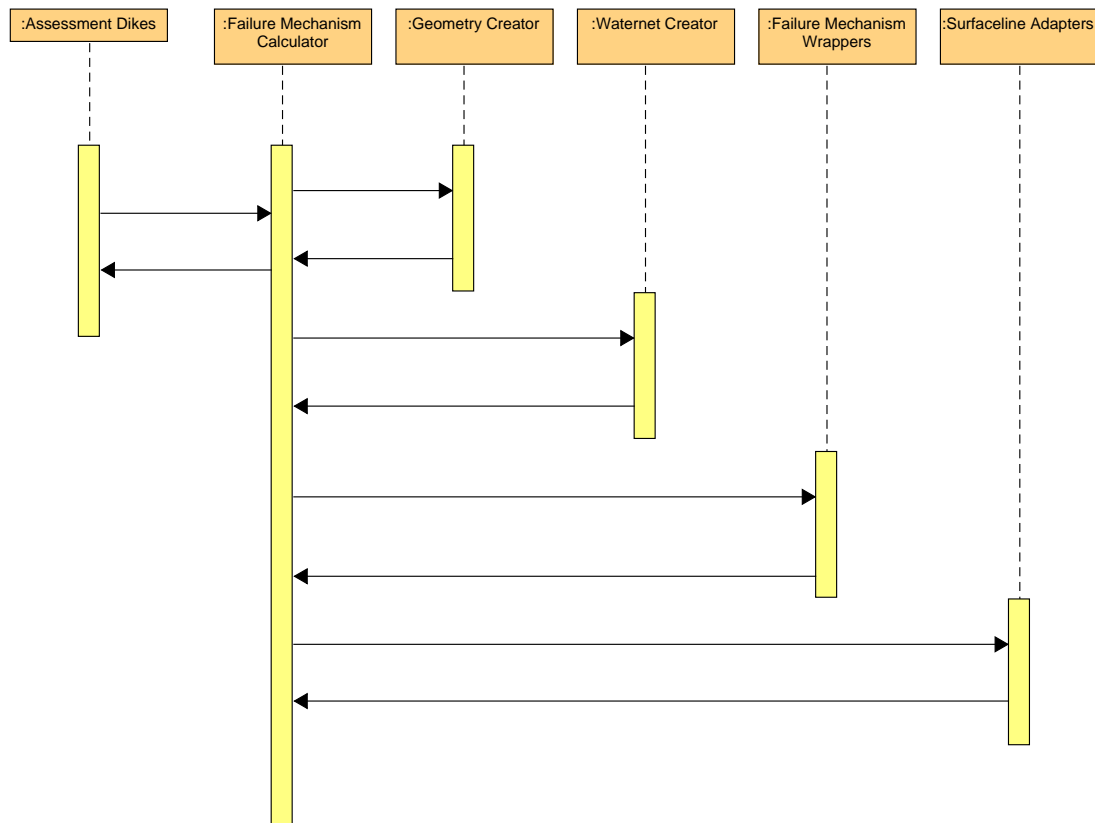 :Assessment Dikes
:Failure Mechanism
Calculator
:Geometry Creator
:Waternet Creator
:Failure Mechanism
Wrappers
:Surfaceline Adapters